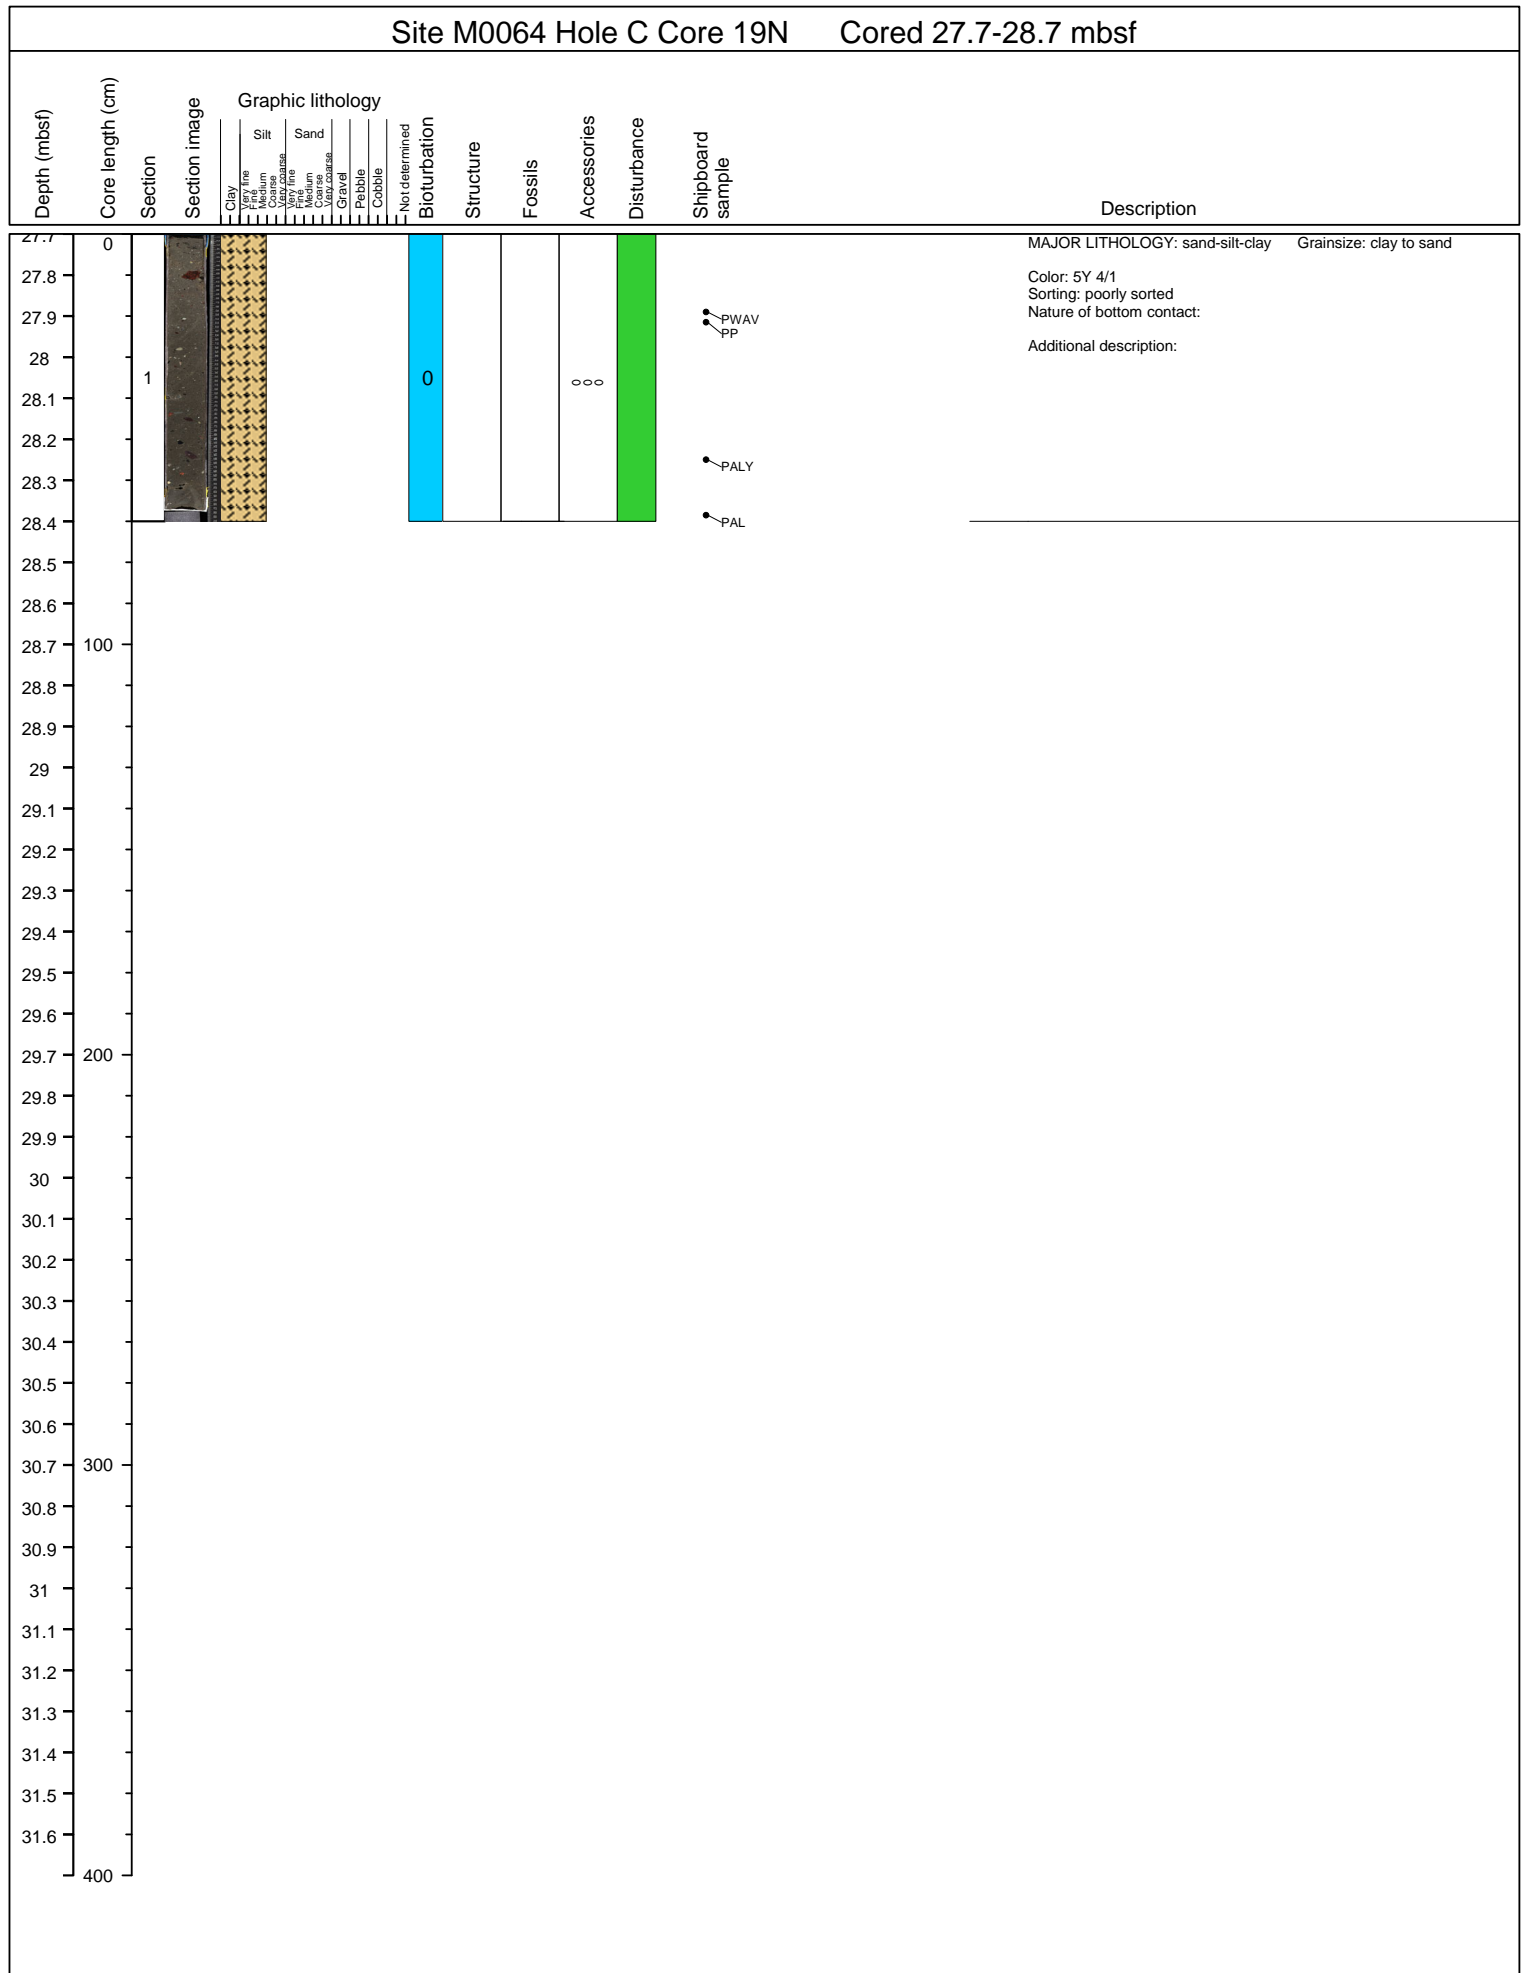 Site M0064 Hole C Core 19N Cored 27.7-28.7 mbsf
Depth (mbsf)
Core length (cm)
Section
Section image
Graphic lithology
Silt
Sand
Clay
Very fine
Fine
Medium
Coarse
Very coarse
Very fine
Fine
Medium
Coarse
Very coarse
Gravel
Pebble
Cobble
Not determined
Bioturbation
Structure
Fossils
Accessories
Disturbance
Shipboard
sample
Description
27.7 0
MAJOR LITHOLOGY: sand-silt-clay Grainsize: clay to sand
27.8
Color: 5Y 4/1
Sorting: poorly sorted
Nature of bottom contact:
27.9
PWAV
PP
Additional description:
28
1
0
28.1
28.2
PALY
28.3
28.4
PAL
28.5
28.6
28.7 100
28.8
28.9
29
29.1
29.2
29.3
29.4
29.5
29.6
29.7 200
29.8
29.9
30
30.1
30.2
30.3
30.4
30.5
30.6
30.7 300
30.8
30.9
31
31.1
31.2
31.3
31.4
31.5
31.6
400